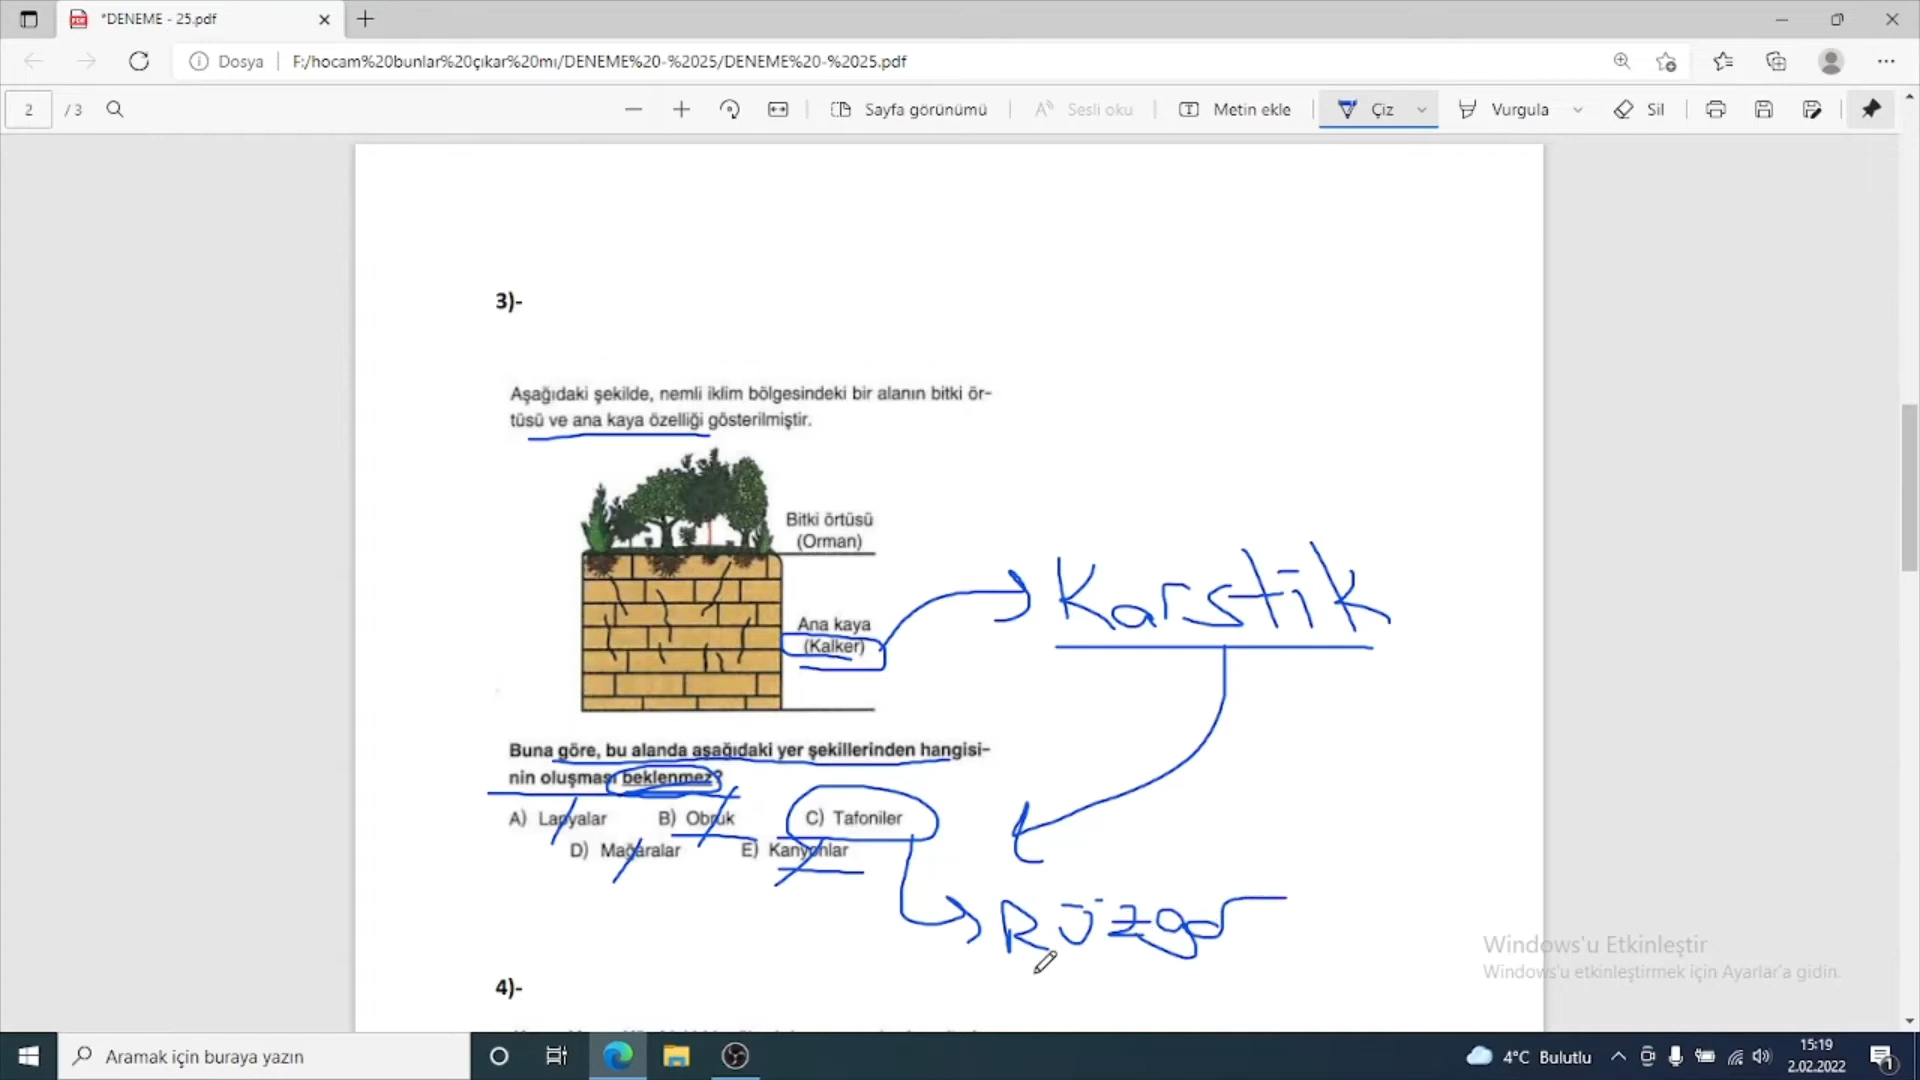 *DENEME - 25.pdf
Dosya
F:/hocam%20bunlar%20çıkar%20mı/DENEME%20-%2025/DENEME%20-%2025.pdf
2 / 3
Sayfa görünümü
Sesli oku
Metin ekle
Çiz
Vurgula
Sil
3)-
Aşağıdaki şekilde, nemli iklim bölgesindeki bir alanın bitki ör-
tüsü ve ana kaya özelliği gösterilmiştir.
Bitki örtüsü
(Orman)
Ana kaya
(Kalker)
Karstik
Buna göre, bu alanda aşağıdaki yer şekillerinden hangisi-
nin oluşması beklenmez?
A) Lapyalar B) Obruk C) Tafoniler
D) Mağaralar E) Kanyonlar
Rüzgar
4)-
Windows'u Etkinleştir
Windows'u etkinleştirmek için Ayarlar'a gidin.
Aramak için buraya yazın
4°C Bulutlu
15:19
2.02.2022
1